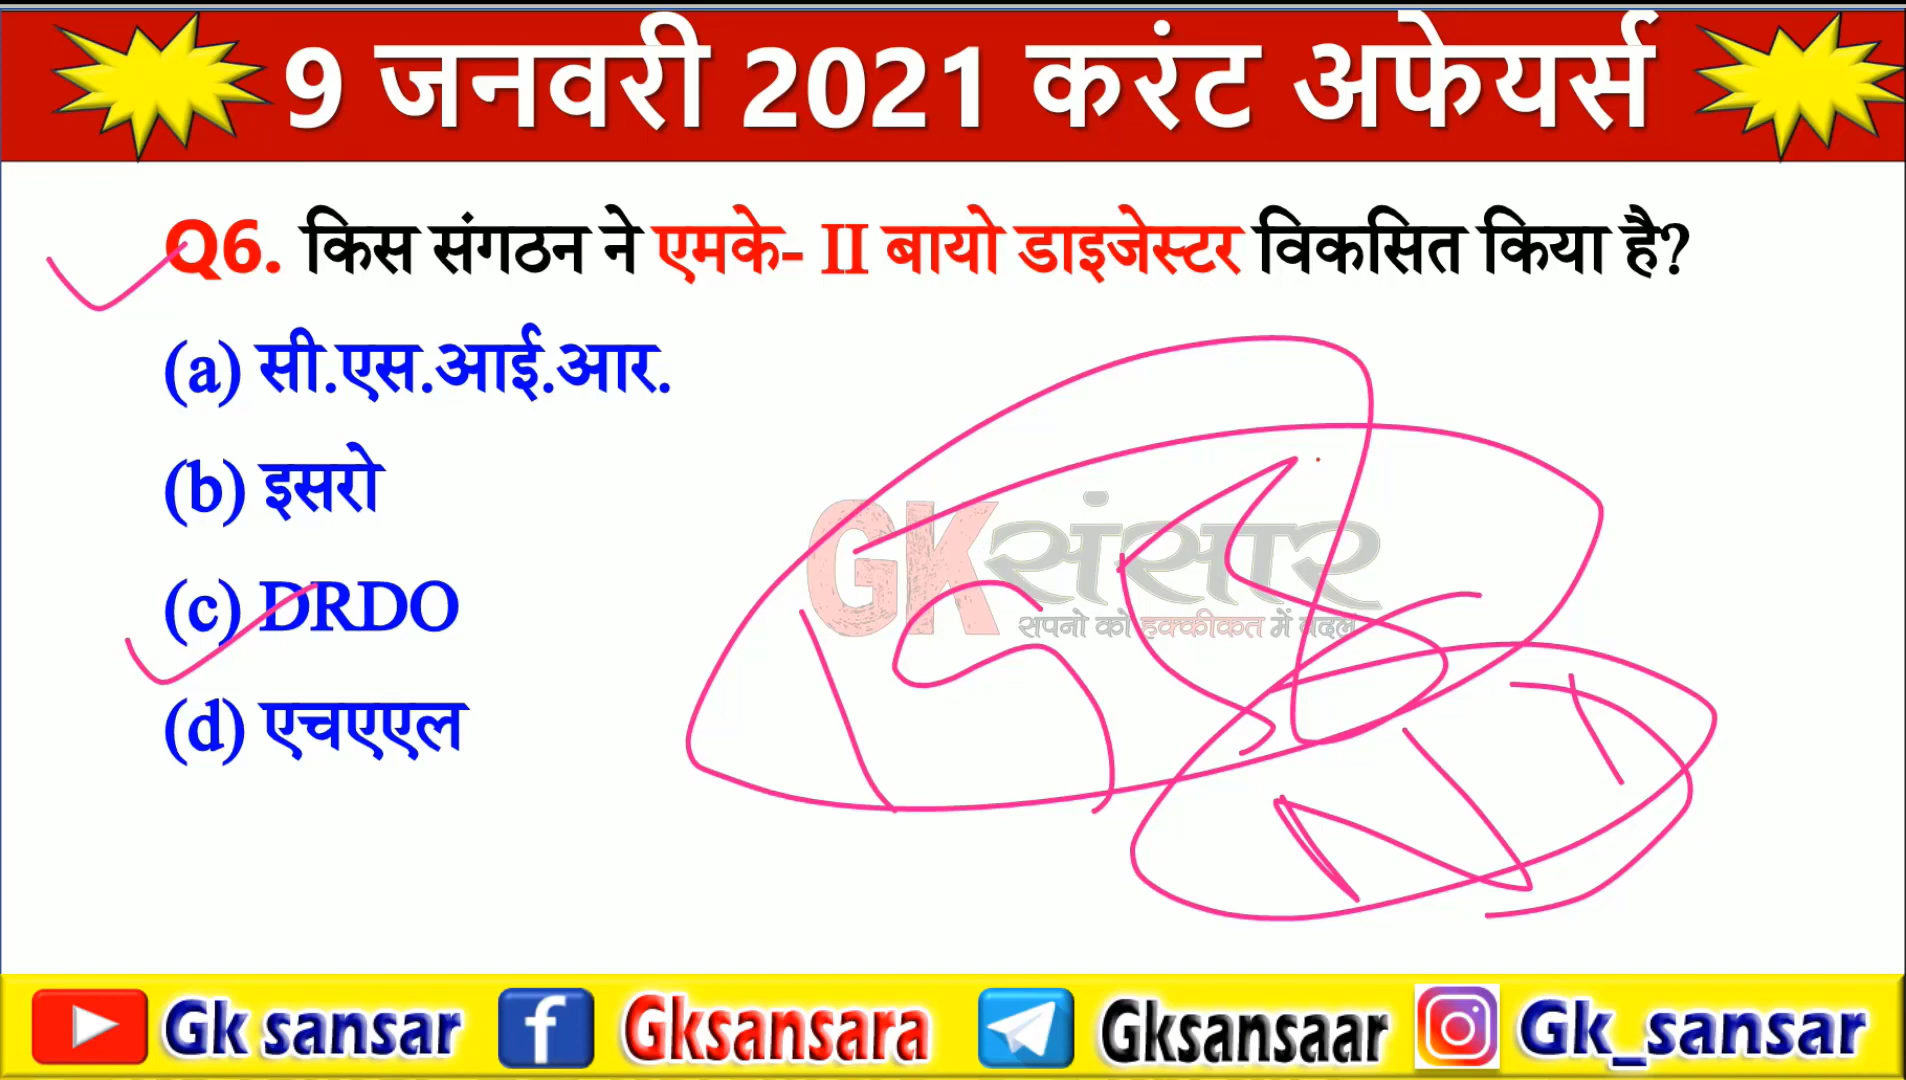 9 जनवरी 2021 करंट अफेयर्स
Q6. किस संगठन ने एमके- II बायो डाइजेस्टर विकसित किया है?
(a) सी.एस.आई.आर.
(b) इसरो
(c) DRDO
(d) एचएएल
GKसंसार
सपनो को हक्कीकत में बदले
Gk sansar
Gksansara
Gksansaar
Gk_sansar